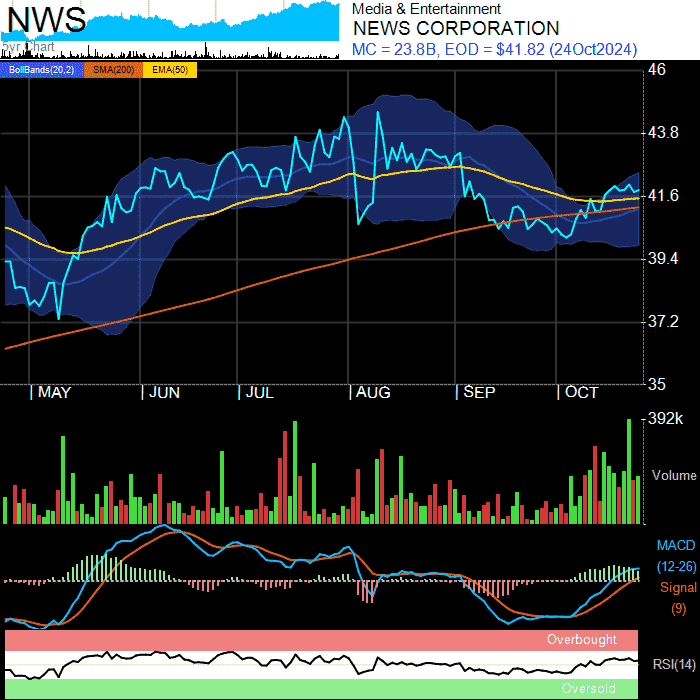 NWS
5yr Chart
Media & Entertainment
NEWS CORPORATION
MC = 23.8B, EOD = $41.82 (24Oct2024)
BollBands(20,2) SMA(200) EMA(50)
46
43.8
41.6
39.4
37.2
35
| MAY | JUN | JUL | AUG | SEP | OCT
392k
Volume
MACD
(12-26)
Signal
(9)
Overbought
RSI(14)
Oversold